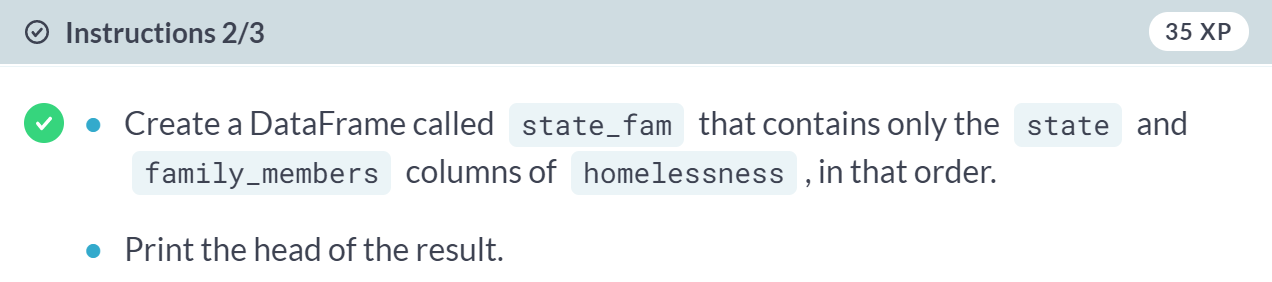 Instructions 2/3 35 XP
Create a DataFrame called state_fam that contains only the state and
family_members columns of homelessness , in that order.
Print the head of the result.